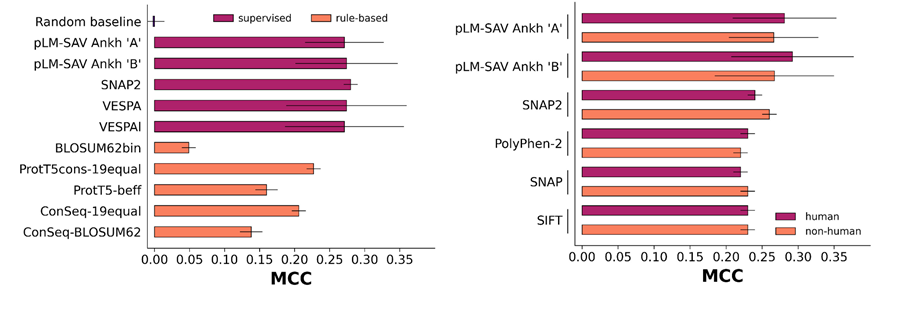 Random baseline
pLM-SAV Ankh 'A'
pLM-SAV Ankh 'B'
SNAP2
VESPA
VESPAl
BLOSUM62bin
ProtT5cons-19equal
ProtT5-beff
ConSeq-19equal
ConSeq-BLOSUM62
supervised
rule-based
0.00 0.05 0.10 0.15 0.20 0.25 0.30 0.35
MCC
pLM-SAV Ankh 'A'
pLM-SAV Ankh 'B'
SNAP2
PolyPhen-2
SNAP
SIFT
human
non-human
0.00 0.05 0.10 0.15 0.20 0.25 0.30 0.35
MCC